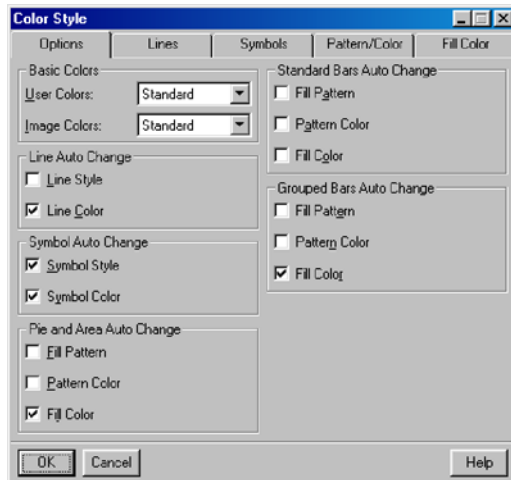 Color Style
Options Lines Symbols Pattern/Color Fill Color
Basic Colors
User Colors: Standard
Image Colors: Standard
Line Auto Change
Line Style
Line Color
Symbol Auto Change
Symbol Style
Symbol Color
Pie and Area Auto Change
Fill Pattern
Pattern Color
Fill Color
Standard Bars Auto Change
Fill Pattern
Pattern Color
Fill Color
Grouped Bars Auto Change
Fill Pattern
Pattern Color
Fill Color
OK Cancel Help